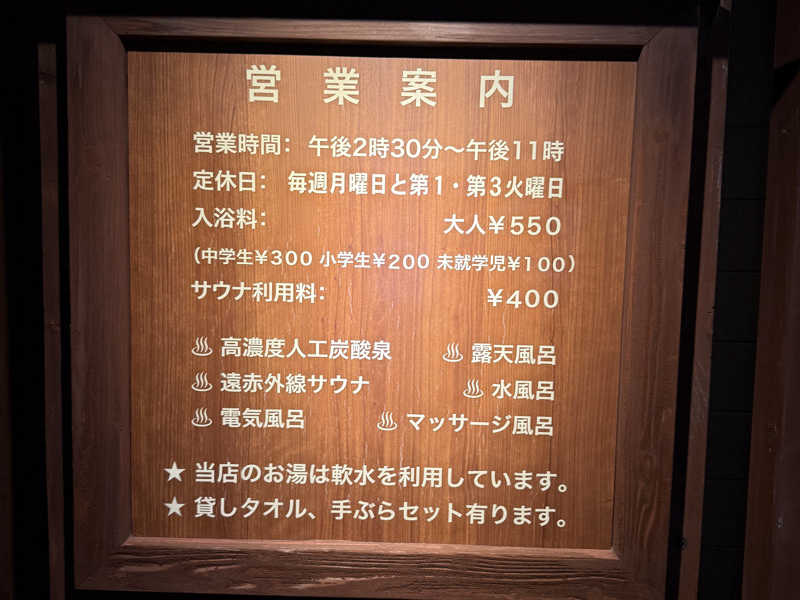 営業案内
営業時間： 午後2時30分～午後11時
定休日： 毎週月曜日と第1・第3火曜日
入浴料： 大人￥550
（中学生￥300 小学生￥200 未就学児￥100）
サウナ利用料： ￥400
♨ 高濃度人工炭酸泉 ♨ 露天風呂
♨ 遠赤外線サウナ ♨ 水風呂
♨ 電気風呂 ♨ マッサージ風呂
★ 当店のお湯は軟水を利用しています。
★ 貸しタオル、手ぶらセット有ります。